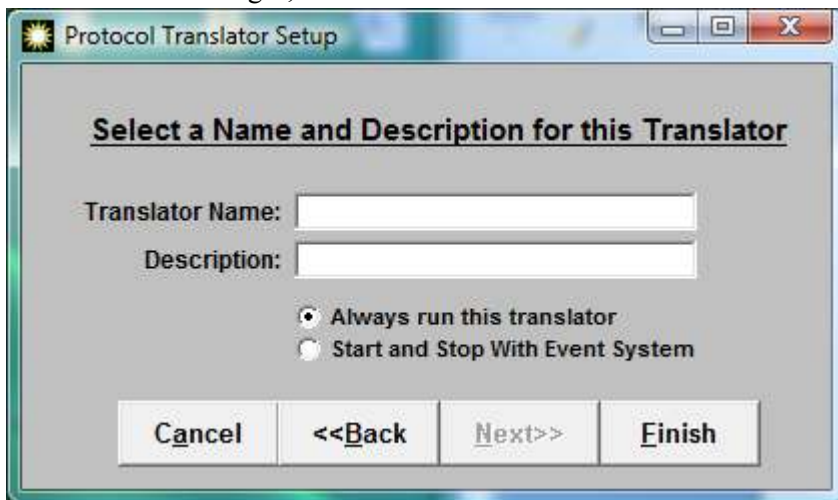 Protocol Translator Setup
Select a Name and Description for this Translator
Translator Name:
Description:
Always run this translator
Start and Stop With Event System
Cancel <<Back Next>> Finish